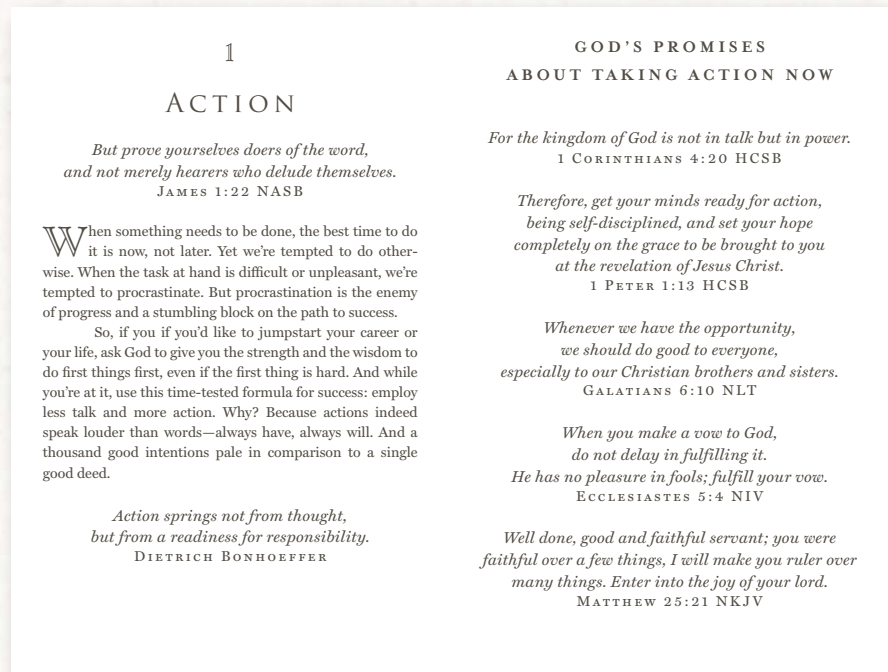 1
ACTION
But prove yourselves doers of the word,
and not merely hearers who delude themselves.
JAMES 1:22 NASB
When something needs to be done, the best time to do
it is now, not later. Yet we're tempted to do other-
wise. When the task at hand is difficult or unpleasant, we're
tempted to procrastinate. But procrastination is the enemy
of progress and a stumbling block on the path to success.
So, if you if you'd like to jumpstart your career or
your life, ask God to give you the strength and the wisdom to
do first things first, even if the first thing is hard. And while
you're at it, use this time-tested formula for success: employ
less talk and more action. Why? Because actions indeed
speak louder than words—always have, always will. And a
thousand good intentions pale in comparison to a single
good deed.
Action springs not from thought,
but from a readiness for responsibility.
DIETRICH BONHOEFFER
GOD'S PROMISES
ABOUT TAKING ACTION NOW
For the kingdom of God is not in talk but in power.
1 CORINTHIANS 4:20 HCSB
Therefore, get your minds ready for action,
being self-disciplined, and set your hope
completely on the grace to be brought to you
at the revelation of Jesus Christ.
1 PETER 1:13 HCSB
Whenever we have the opportunity,
we should do good to everyone,
especially to our Christian brothers and sisters.
GALATIANS 6:10 NLT
When you make a vow to God,
do not delay in fulfilling it.
He has no pleasure in fools; fulfill your vow.
ECCLESIASTES 5:4 NIV
Well done, good and faithful servant; you were
faithful over a few things, I will make you ruler over
many things. Enter into the joy of your lord.
MATTHEW 25:21 NKJV